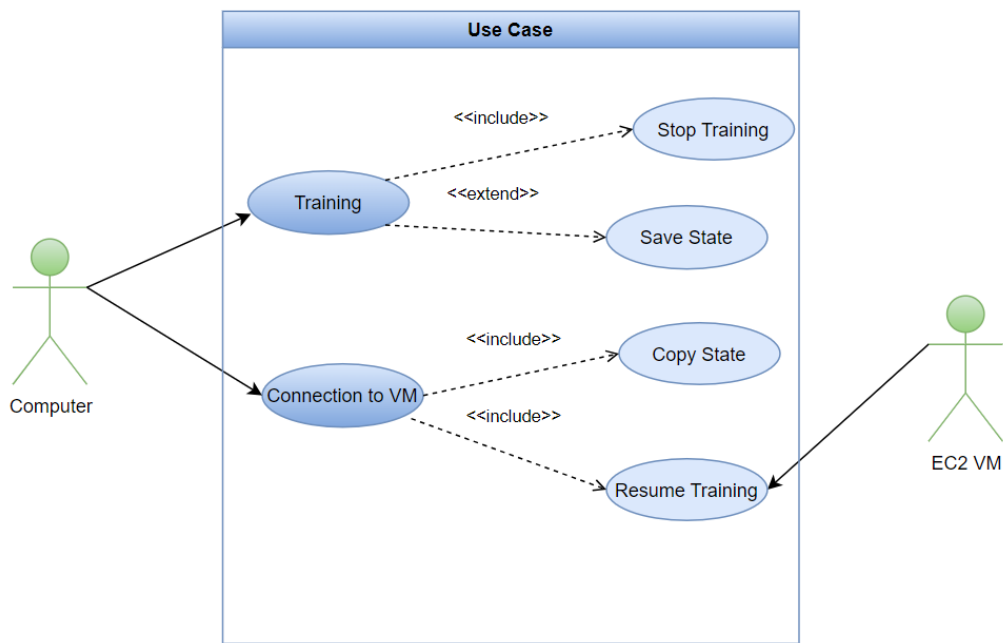 Use Case
<<include>>
Stop Training
Training
<<extend>>
Save State
Computer
<<include>>
Copy State
Connection to VM
<<include>>
Resume Training
EC2 VM